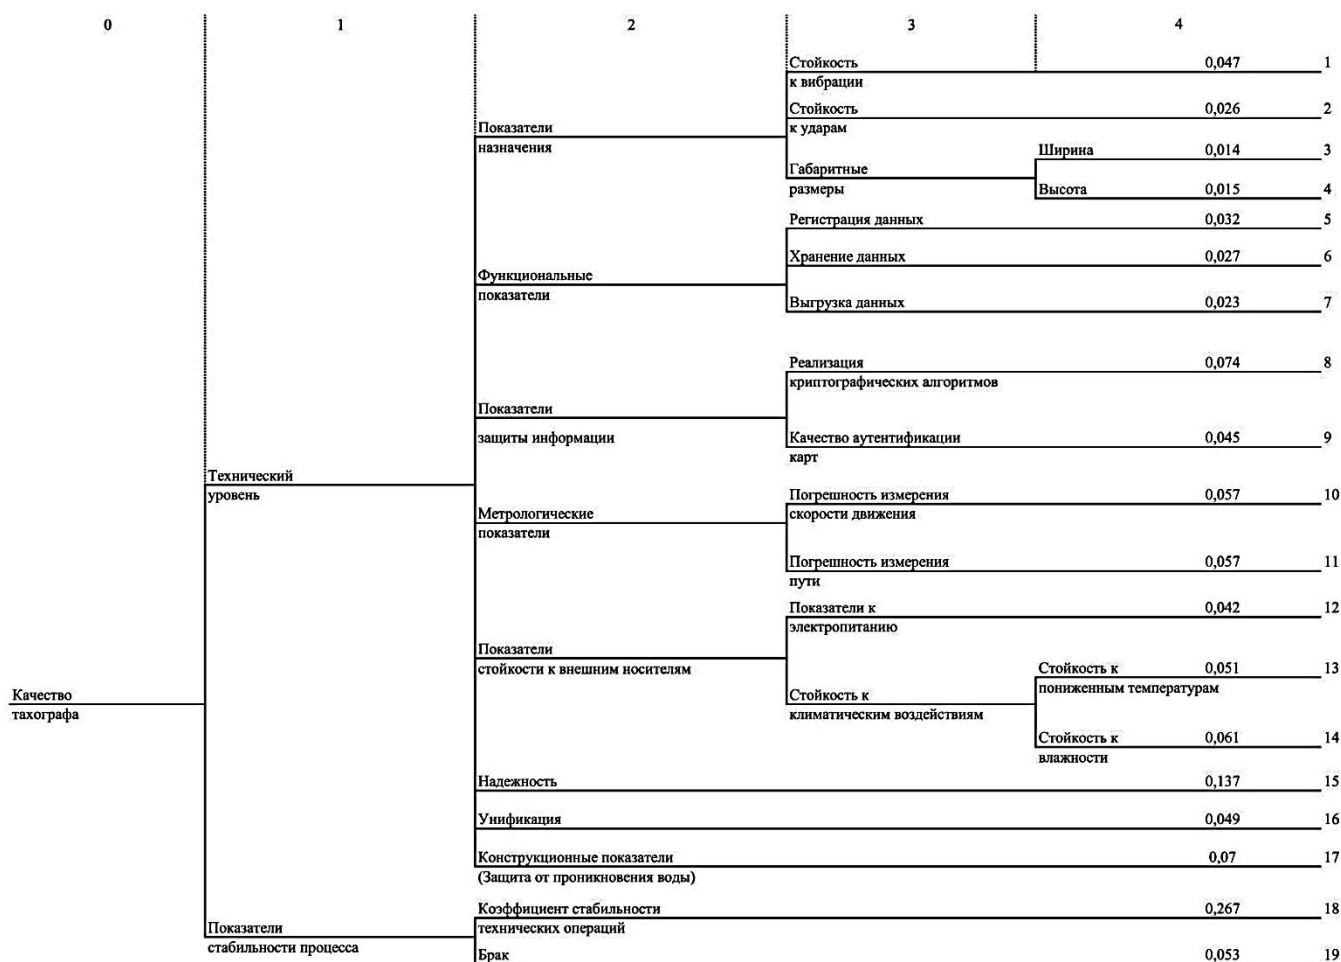 0 1 2 3 4
Стойкость 0,047 1
к вибрации
Стойкость 0,026 2
к ударам
Показатели
назначения
Ширина 0,014 3
Габаритные
размеры
Высота 0,015 4
Регистрация данных 0,032 5
Хранение данных 0,027 6
Функциональные
показатели
Выгрузка данных 0,023 7
Реализация 0,074 8
криптографических алгоритмов
Показатели
защиты информации
Качество аутентификации 0,045 9
карт
Технический
уровень
Погрешность измерения 0,057 10
скорости движения
Метрологические
показатели
Погрешность измерения 0,057 11
пути
Показатели к 0,042 12
электропитанию
Показатели
стойкости к внешним носителям
Стойкость к 0,051 13
пониженным температурам
Качество
тахографа
Стойкость к
климатическим воздействиям
Стойкость к 0,061 14
влажности
Надежность 0,137 15
Унификация 0,049 16
Конструкционные показатели 0,07 17
(Защита от проникновения воды)
Коэффициент стабильности 0,267 18
технических операций
Показатели
стабильности процесса
Брак 0,053 19